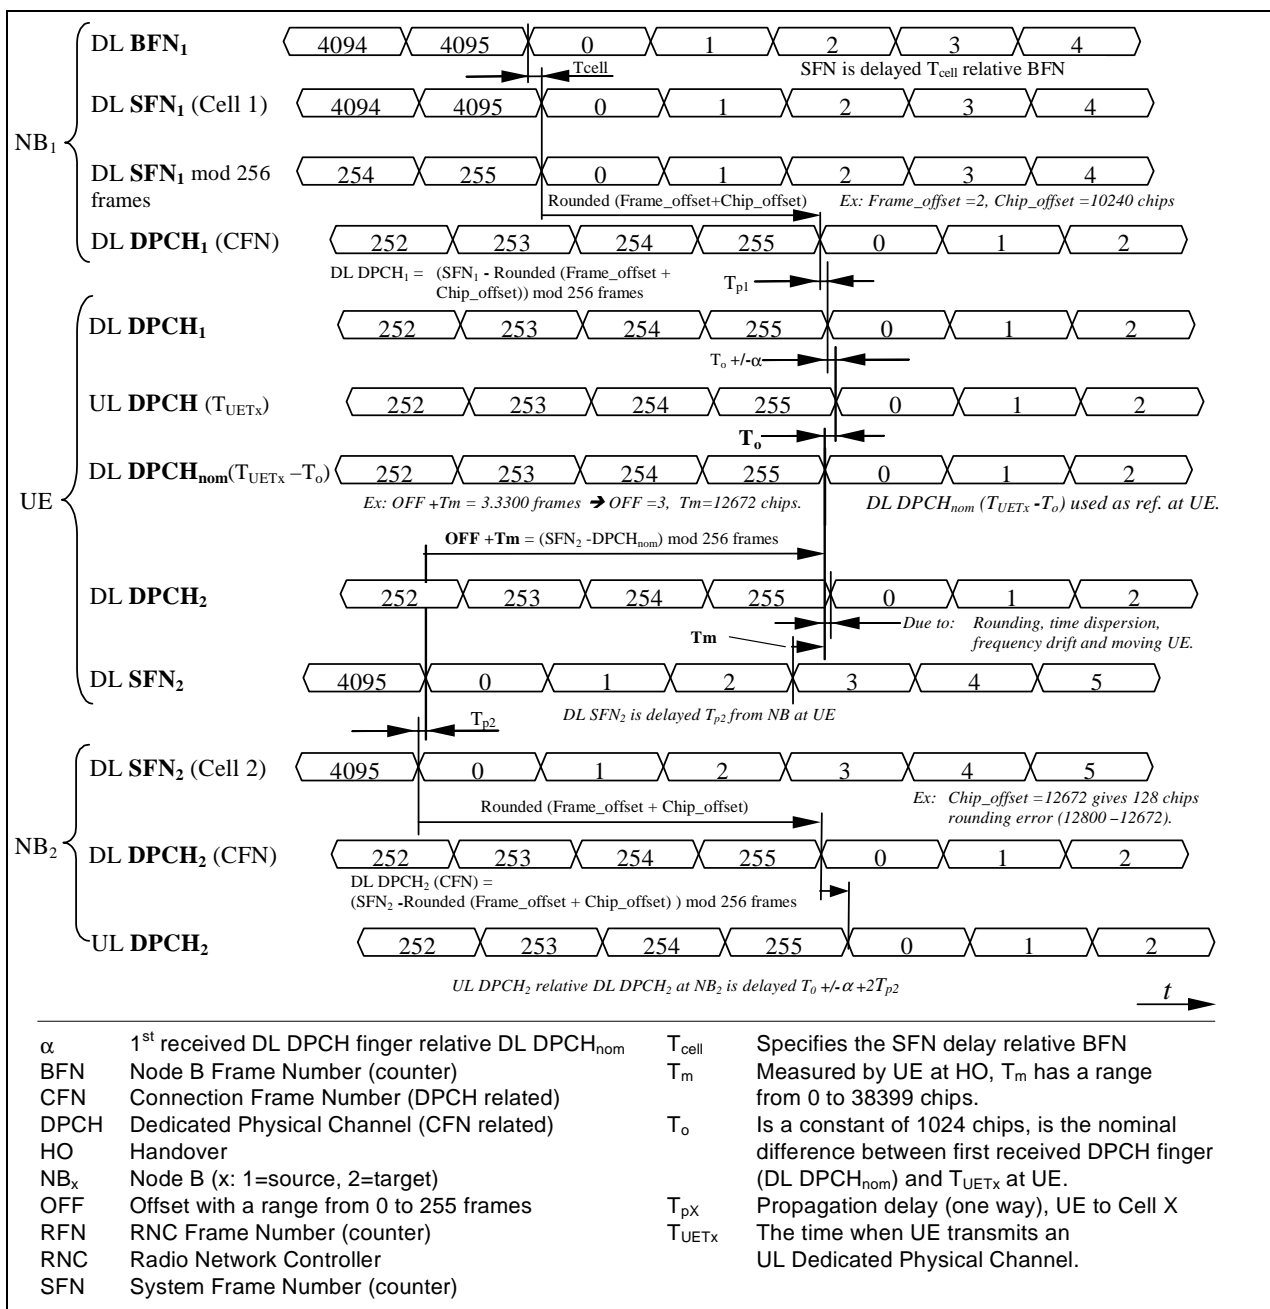 DL BFN1 4094 4095 0 1 2 3 4
Tcell SFN is delayed Tcell relative BFN
DL SFN1 (Cell 1) 4094 4095 0 1 2 3 4
NB1
DL SFN1 mod 256 frames 254 255 0 1 2 3 4
Rounded (Frame_offset+Chip_offset) Ex: Frame_offset =2, Chip_offset =10240 chips
DL DPCH1 (CFN) 252 253 254 255 0 1 2
DL DPCH1 = (SFN1 - Rounded (Frame_offset +
Chip_offset)) mod 256 frames
Tp1
DL DPCH1 252 253 254 255 0 1 2
To +/-α
UL DPCH (TUETx) 252 253 254 255 0 1 2
To
DL DPCHnom(TUETx –To) 252 253 254 255 0 1 2
UE
Ex: OFF +Tm = 3.3300 frames ➔ OFF =3, Tm=12672 chips. DL DPCHnom (TUETx -To) used as ref. at UE.
OFF +Tm = (SFN2 -DPCHnom) mod 256 frames
DL DPCH2 252 253 254 255 0 1 2
Due to: Rounding, time dispersion,
frequency drift and moving UE.
Tm
DL SFN2 4095 0 1 2 3 4 5
DL SFN2 is delayed Tp2 from NB at UE
Tp2
DL SFN2 (Cell 2) 4095 0 1 2 3 4 5
Rounded (Frame_offset + Chip_offset)
Ex: Chip_offset =12672 gives 128 chips
rounding error (12800 –12672).
NB2
DL DPCH2 (CFN) 252 253 254 255 0 1 2
DL DPCH2 (CFN) =
(SFN2 -Rounded (Frame_offset + Chip_offset) ) mod 256 frames
UL DPCH2 252 253 254 255 0 1 2
UL DPCH2 relative DL DPCH2 at NB2 is delayed T0 +/-α +2Tp2
t
α 1st received DL DPCH finger relative DL DPCHnom
BFN Node B Frame Number (counter)
CFN Connection Frame Number (DPCH related)
DPCH Dedicated Physical Channel (CFN related)
HO Handover
NBx Node B (x: 1=source, 2=target)
OFF Offset with a range from 0 to 255 frames
RFN RNC Frame Number (counter)
RNC Radio Network Controller
SFN System Frame Number (counter)
Tcell Specifies the SFN delay relative BFN
Tm Measured by UE at HO, Tm has a range
from 0 to 38399 chips.
To Is a constant of 1024 chips, is the nominal
difference between first received DPCH finger
(DL DPCHnom) and TUETx at UE.
TpX Propagation delay (one way), UE to Cell X
TUETx The time when UE transmits an
UL Dedicated Physical Channel.